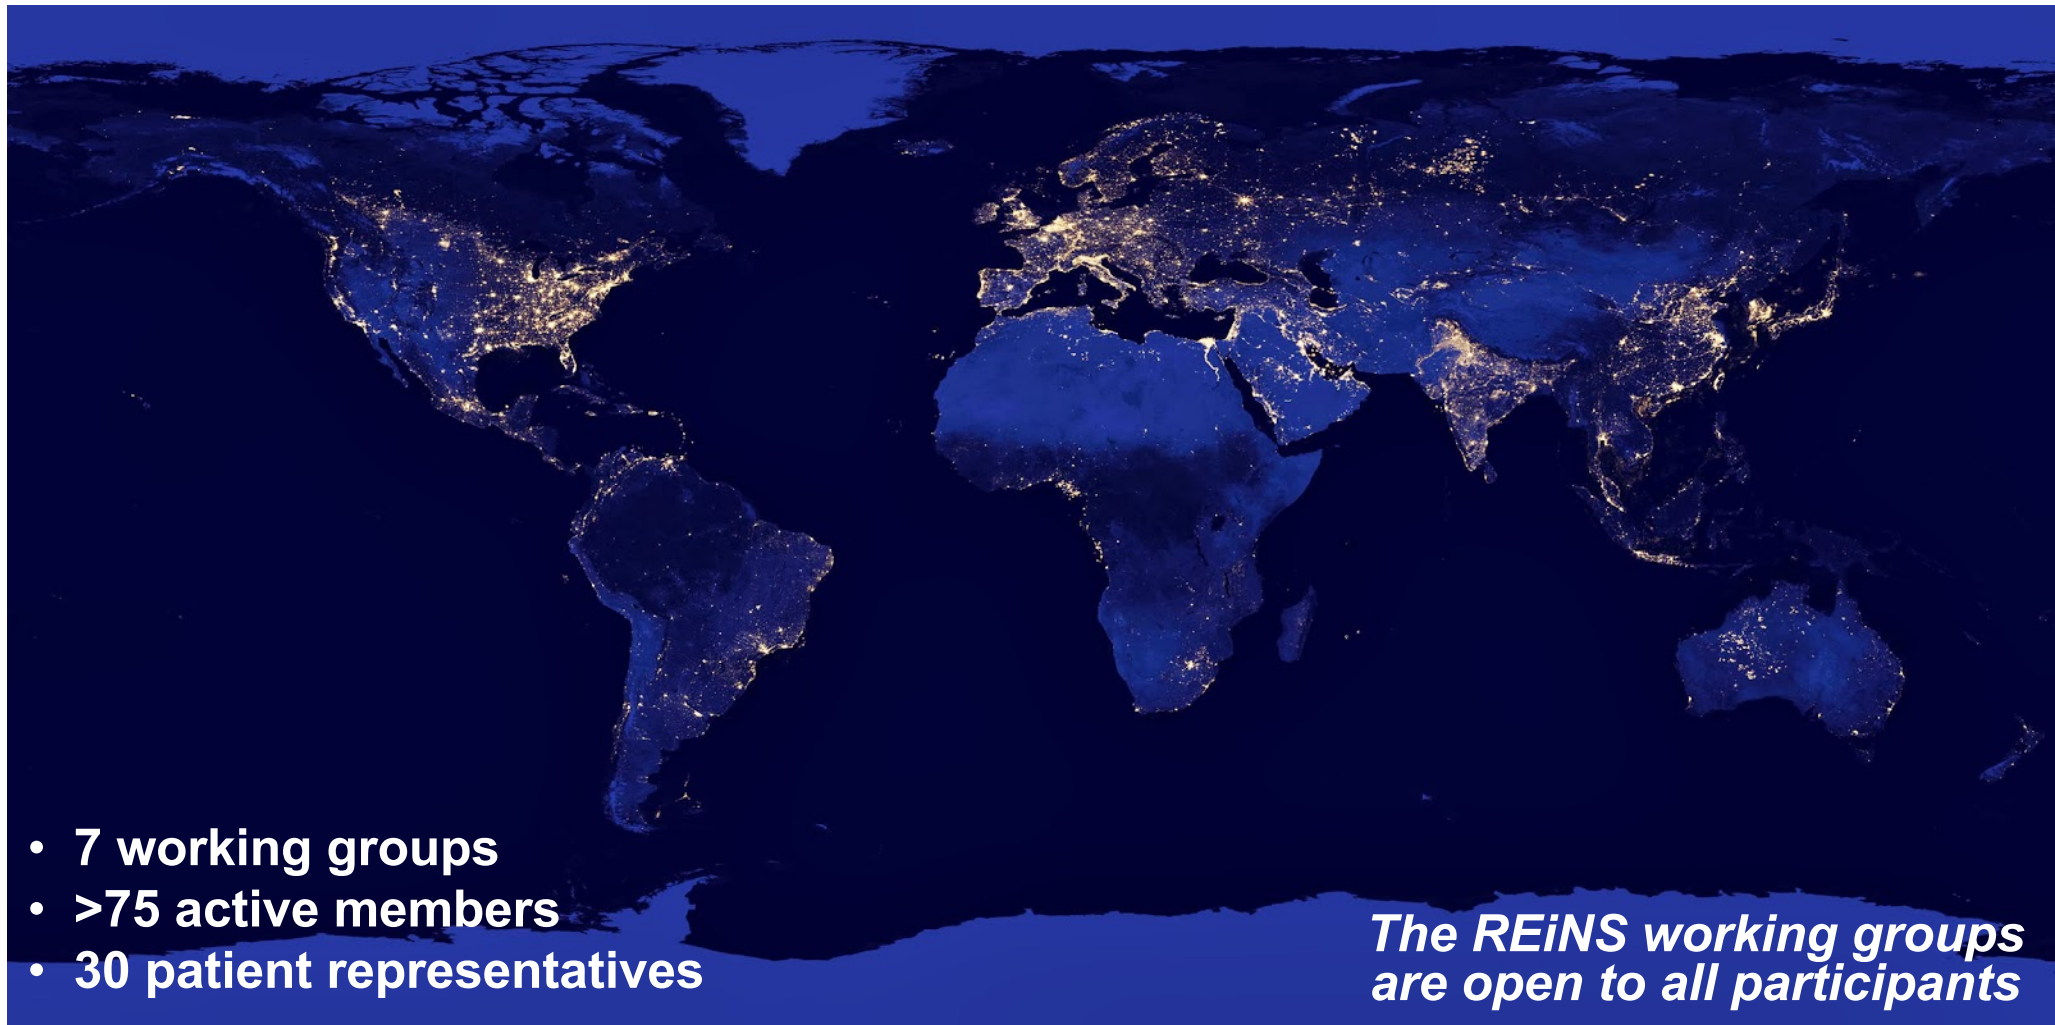 • 7 working groups
• >75 active members
• 30 patient representatives
The REiNS working groups
are open to all participants